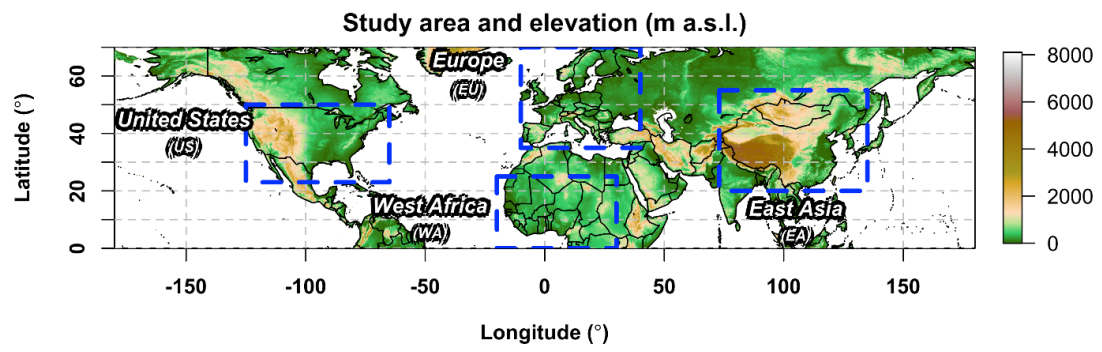 Study area and elevation (m a.s.l.)
Latitude (°)
60
40
20
0
United States
(US)
Europe
(EU)
West Africa
(WA)
East Asia
(EA)
8000
6000
4000
2000
0
-150
-100
-50
0
50
100
150
Longitude (°)